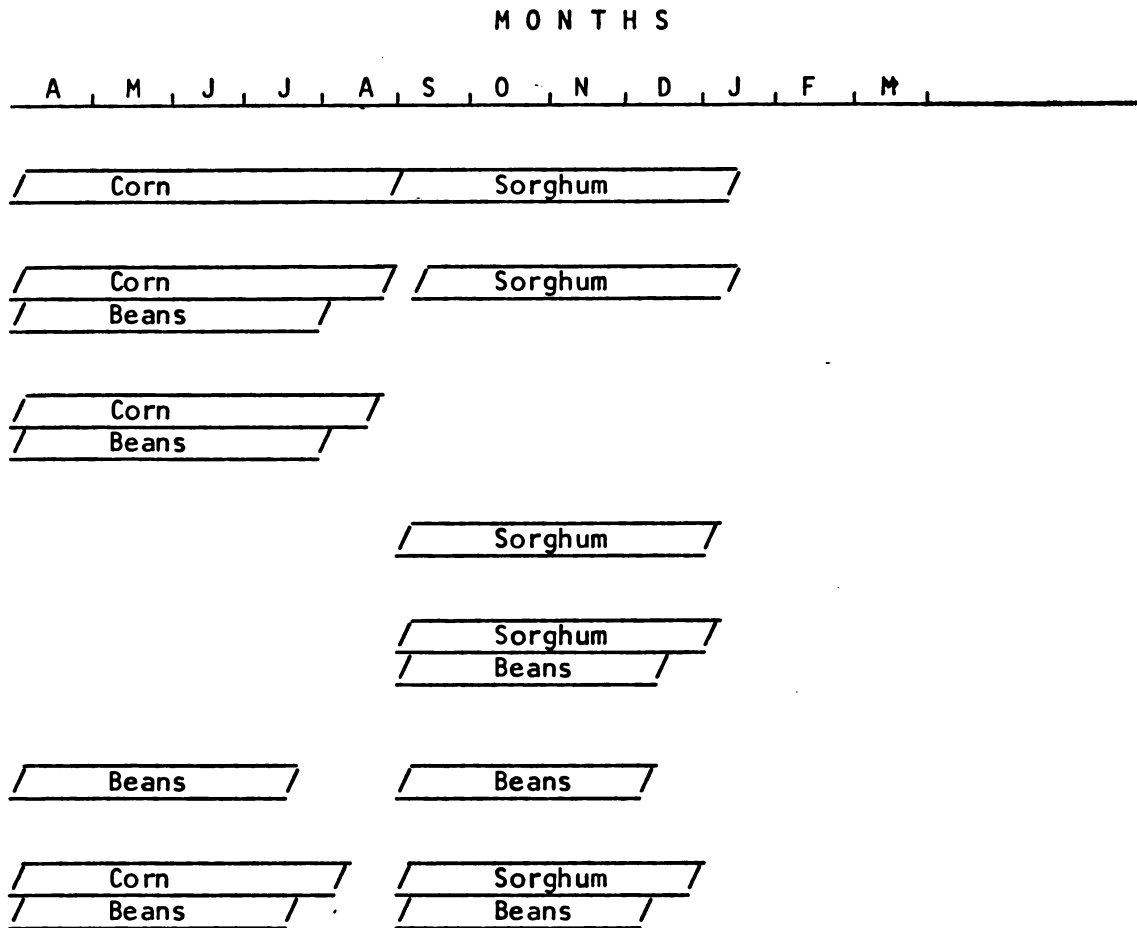 M O N T H S
A M J J A S O N D J F M
Corn Sorghum
Corn Sorghum
Beans
Corn
Beans
Sorghum
Sorghum
Beans
Beans Beans
Corn Sorghum
Beans Beans